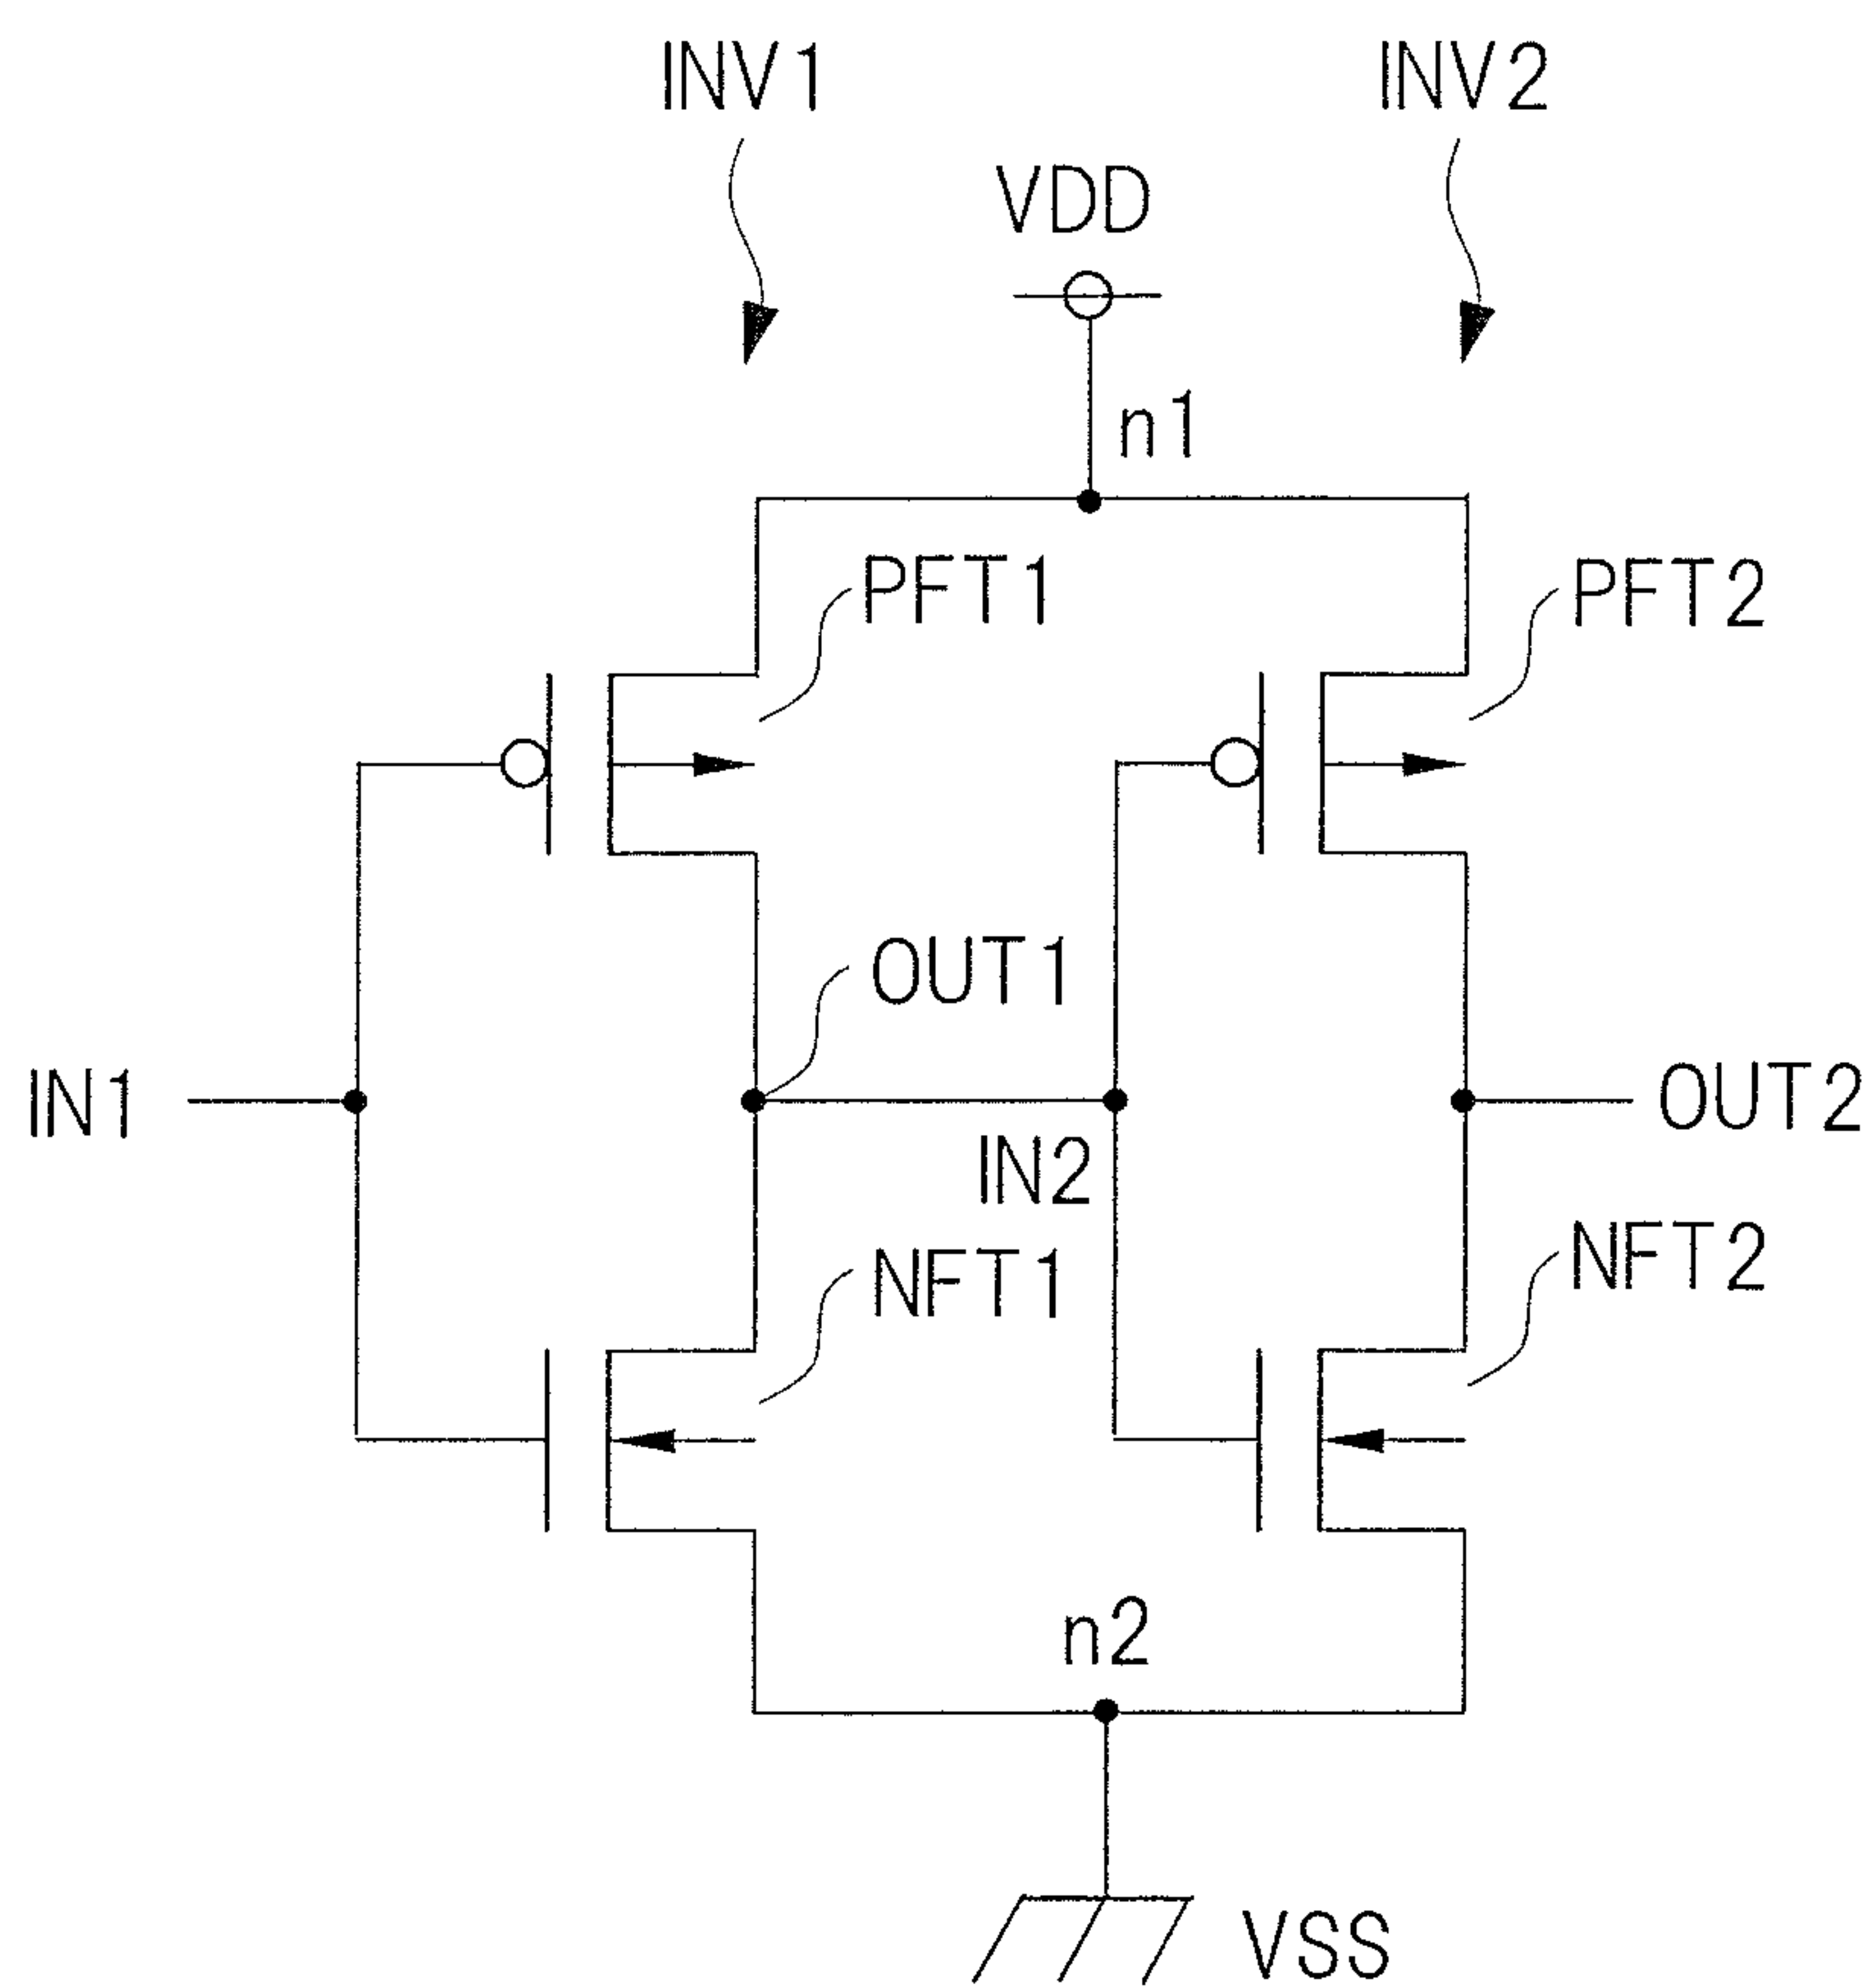 INV1
INV2
VDD
n1
PFT1
PFT2
OUT1
IN1
OUT2
IN2
NFT1
NFT2
n2
VSS